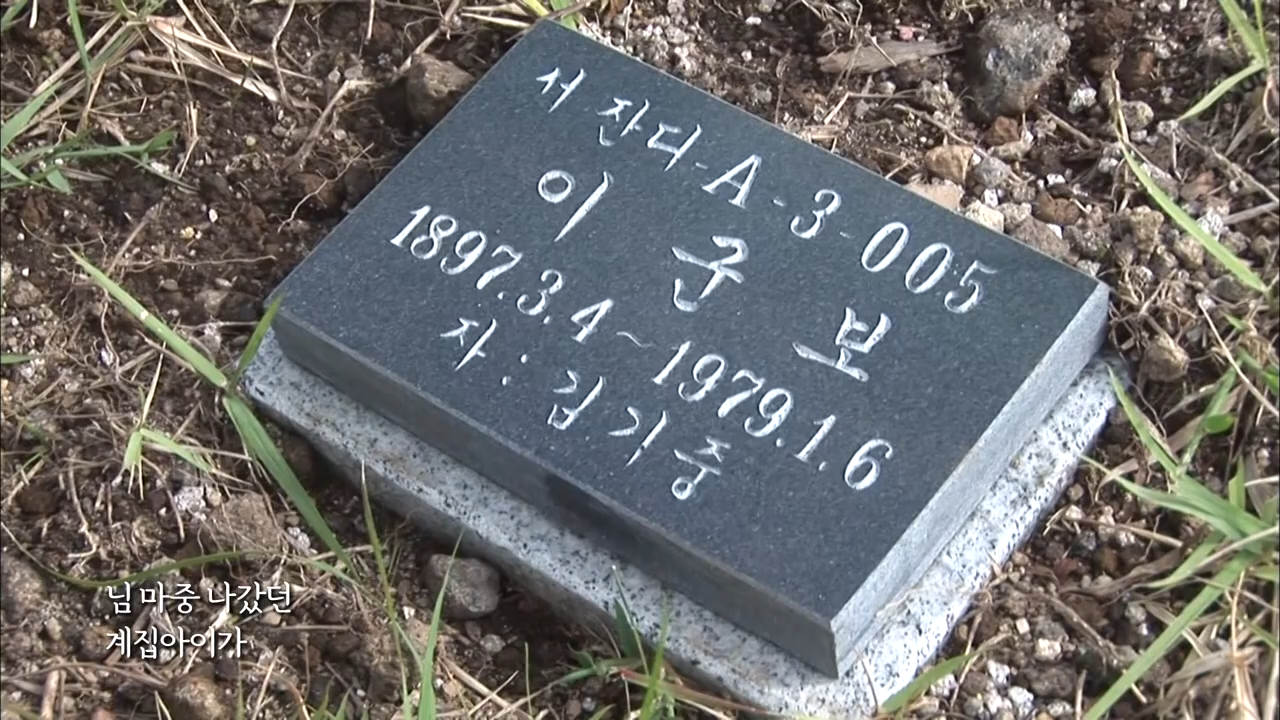 서 잔디-A-3-005
이 군 보
1897.3.4~1979.1.6
자: 김기중
님 마중 나갔던
계집아이가